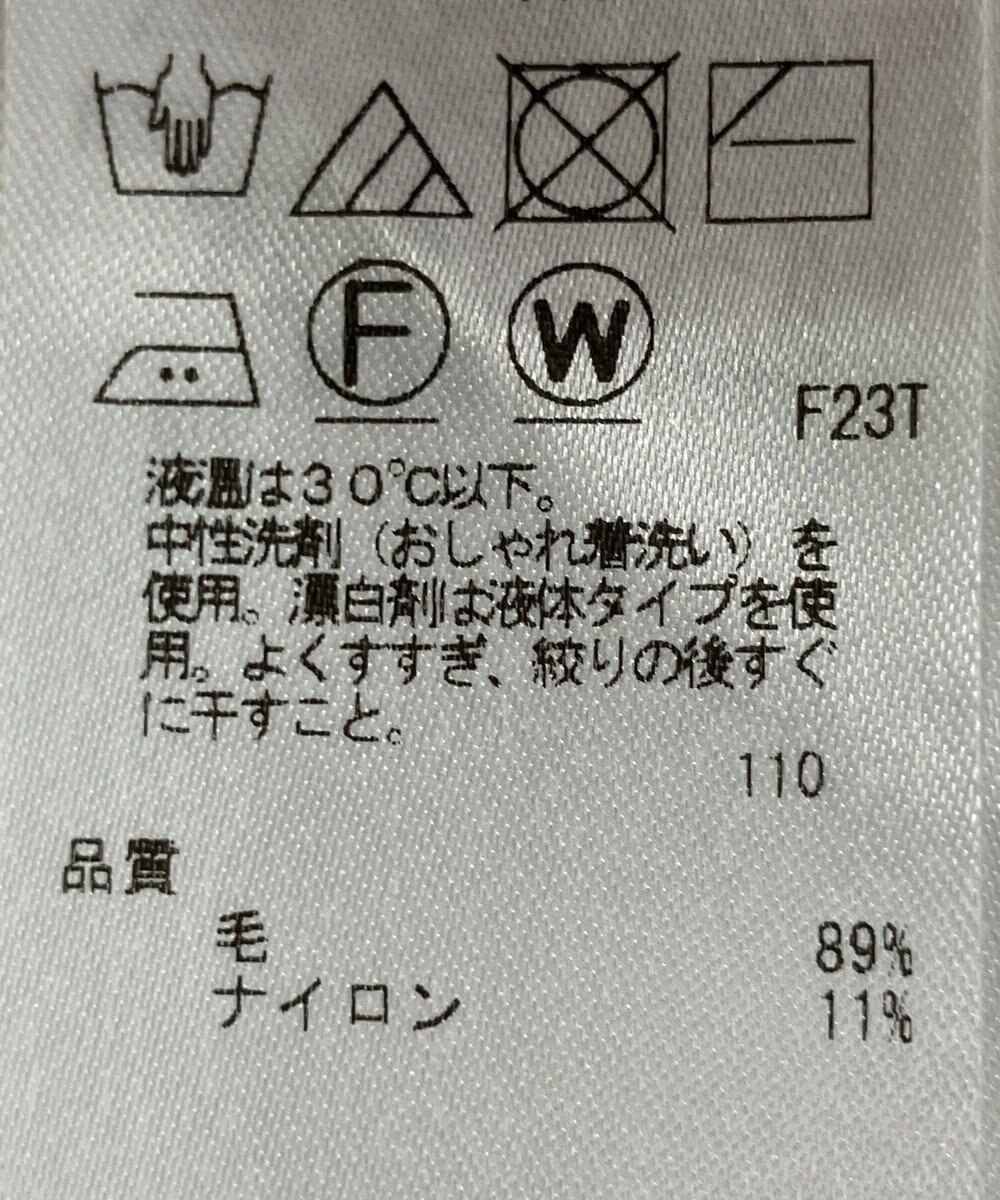 F
W
F23T
液温は30℃以下。
中性洗剤（おしゃれ着洗い）を
使用。漂白剤は液体タイプを使
用。よくすすぎ、絞りの後すぐ
に干すこと。
110
品質
毛 89%
ナイロン 11%